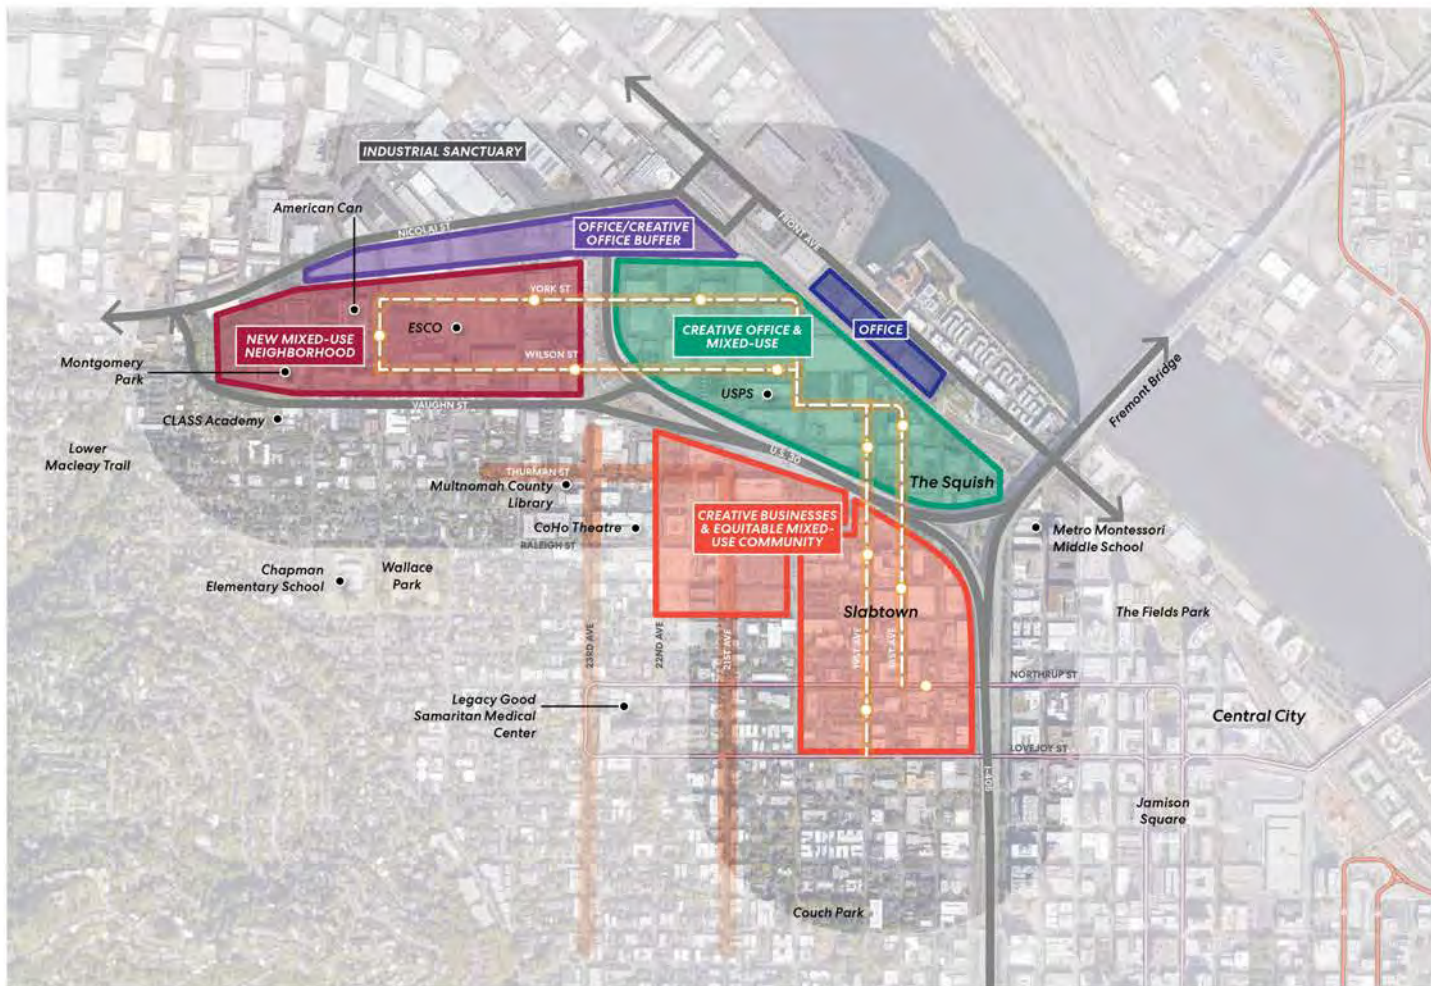 INDUSTRIAL SANCTUARY
American Can
NICOLAI ST
OFFICE/CREATIVE
OFFICE BUFFER
FRONT AVE
YORK ST
ESCO
NEW MIXED-USE
NEIGHBORHOOD
CREATIVE OFFICE &
MIXED-USE
OFFICE
WILSON ST
Montgomery
Park
USPS
VAUGHN ST
Fremont Bridge
CLASS Academy
Lower
Macleay Trail
U.S. 30
THURMAN ST
Multnomah County
Library
The Squish
CREATIVE BUSINESSES
& EQUITABLE MIXED-
USE COMMUNITY
CoHo Theatre
RALEIGH ST
Metro Montessori
Middle School
Chapman
Elementary School
Wallace
Park
Slabtown
The Fields Park
23RD AVE
22ND AVE
21ST AVE
18ST AVE
NORTHRUP ST
Legacy Good
Samaritan Medical
Center
Central City
LOVEJOY ST
I-405
Jamison
Square
Couch Park